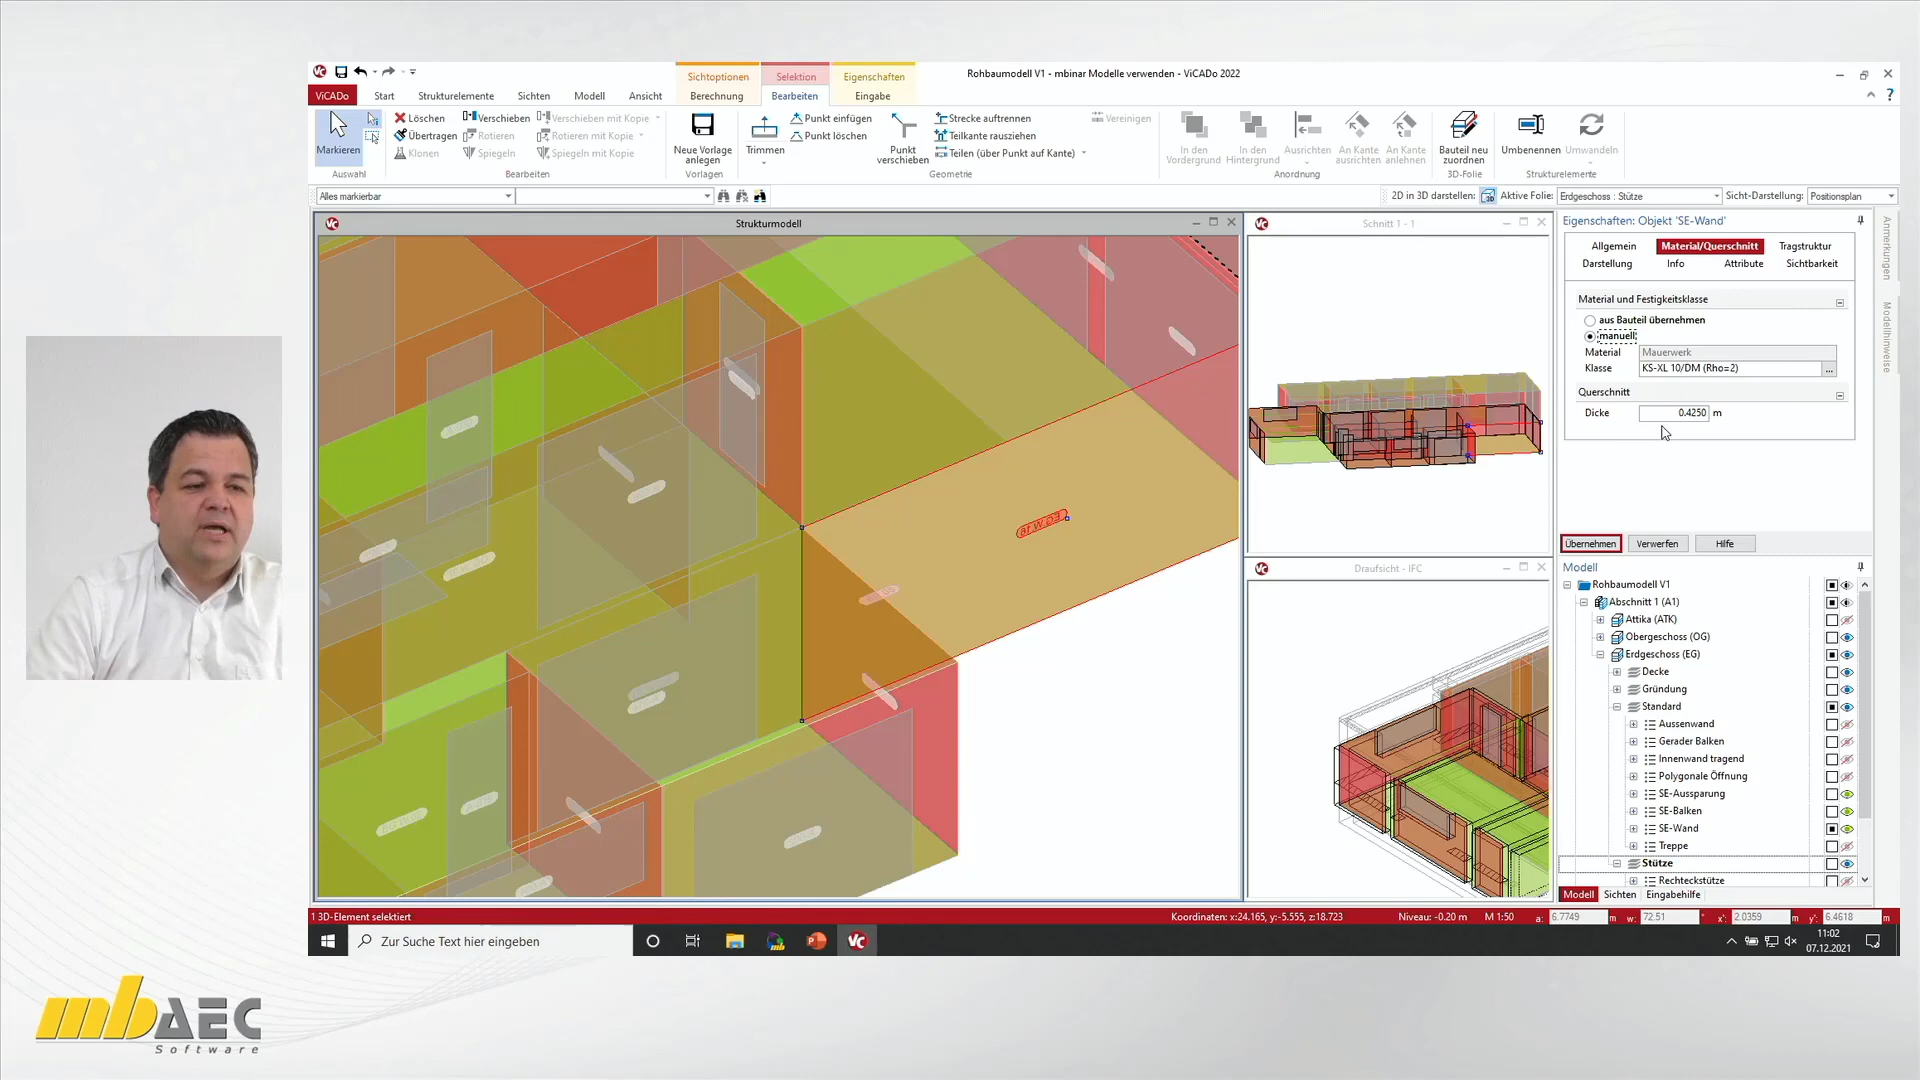 Sichtoptionen Selektion Eigenschaften Rohbaumodell V1 - mbinar Modelle verwenden - ViCADo 2022
ViCADo Start Strukturelemente Sichten Modell Ansicht Berechnung Bearbeiten Eingabe
Markieren
Auswahl
Löschen Verschieben Verschieben mit Kopie
Übertragen Rotieren Rotieren mit Kopie
Klonen Spiegeln Spiegeln mit Kopie
Bearbeiten
Neue Vorlage anlegen
Vorlagen
Trimmen
Punkt einfügen
Punkt löschen
Punkt verschieben
Strecke auftrennen
Teilkante rausziehen
Teilen (über Punkt auf Kante)
Vereinigen
Geometrie
In den Vordergrund
In den Hintergrund
Ausrichten
An Kante ausrichten
An Kante anlehnen
Anordnung
Bauteil neu zuordnen
3D-Folie
Umbenennen
Umwandeln
Strukturelemente
Alles markierbar
2D in 3D darstellen: Aktive Folie: Erdgeschoss : Stütze Sicht-Darstellung: Positionsplan
Strukturmodell
Schnitt 1 - 1
Draufsicht - IFC
EG.W.18
Eigenschaften: Objekt 'SE-Wand'
Allgemein Material/Querschnitt Tragstruktur
Darstellung Info Attribute Sichtbarkeit
Material und Festigkeitsklasse
aus Bauteil übernehmen
manuell:
Material Mauerwerk
Klasse KS-XL 10/DM (Rho=2) ...
Querschnitt
Dicke 0.4250 m
Übernehmen Verwerfen Hilfe
Anmerkungen
Modellhinweise
Modell
Rohbaumodell V1
Abschnitt 1 (A1)
Attika (ATK)
Obergeschoss (OG)
Erdgeschoss (EG)
Decke
Gründung
Standard
Aussenwand
Gerader Balken
Innenwand tragend
Polygonale Öffnung
SE-Aussparung
SE-Balken
SE-Wand
Treppe
Stütze
Rechteckstütze
Modell Sichten Eingabehilfe
1 3D-Element selektiert Koordinaten: x:24.165, y:-5.555, z:18.723 Niveau: -0.20 m M 1:50 a: 6.7749 m w: 72.51 ° x': 2.0359 m y': 6.4618 m
Zur Suche Text hier eingeben
11:02
07.12.2021
mb AEC
Software